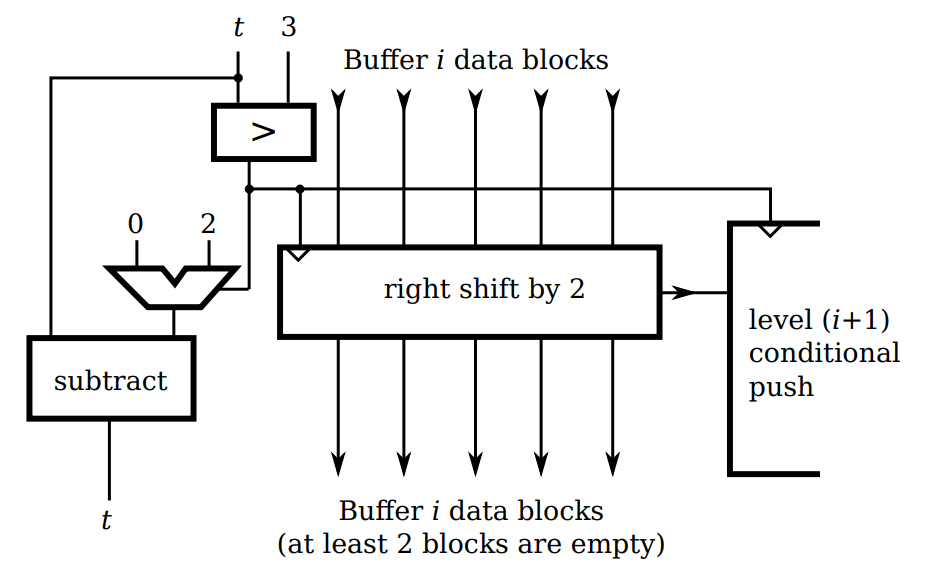 t 3
Buffer i data blocks
>
0 2
right shift by 2
level (i+1)
conditional
push
subtract
t
Buffer i data blocks
(at least 2 blocks are empty)